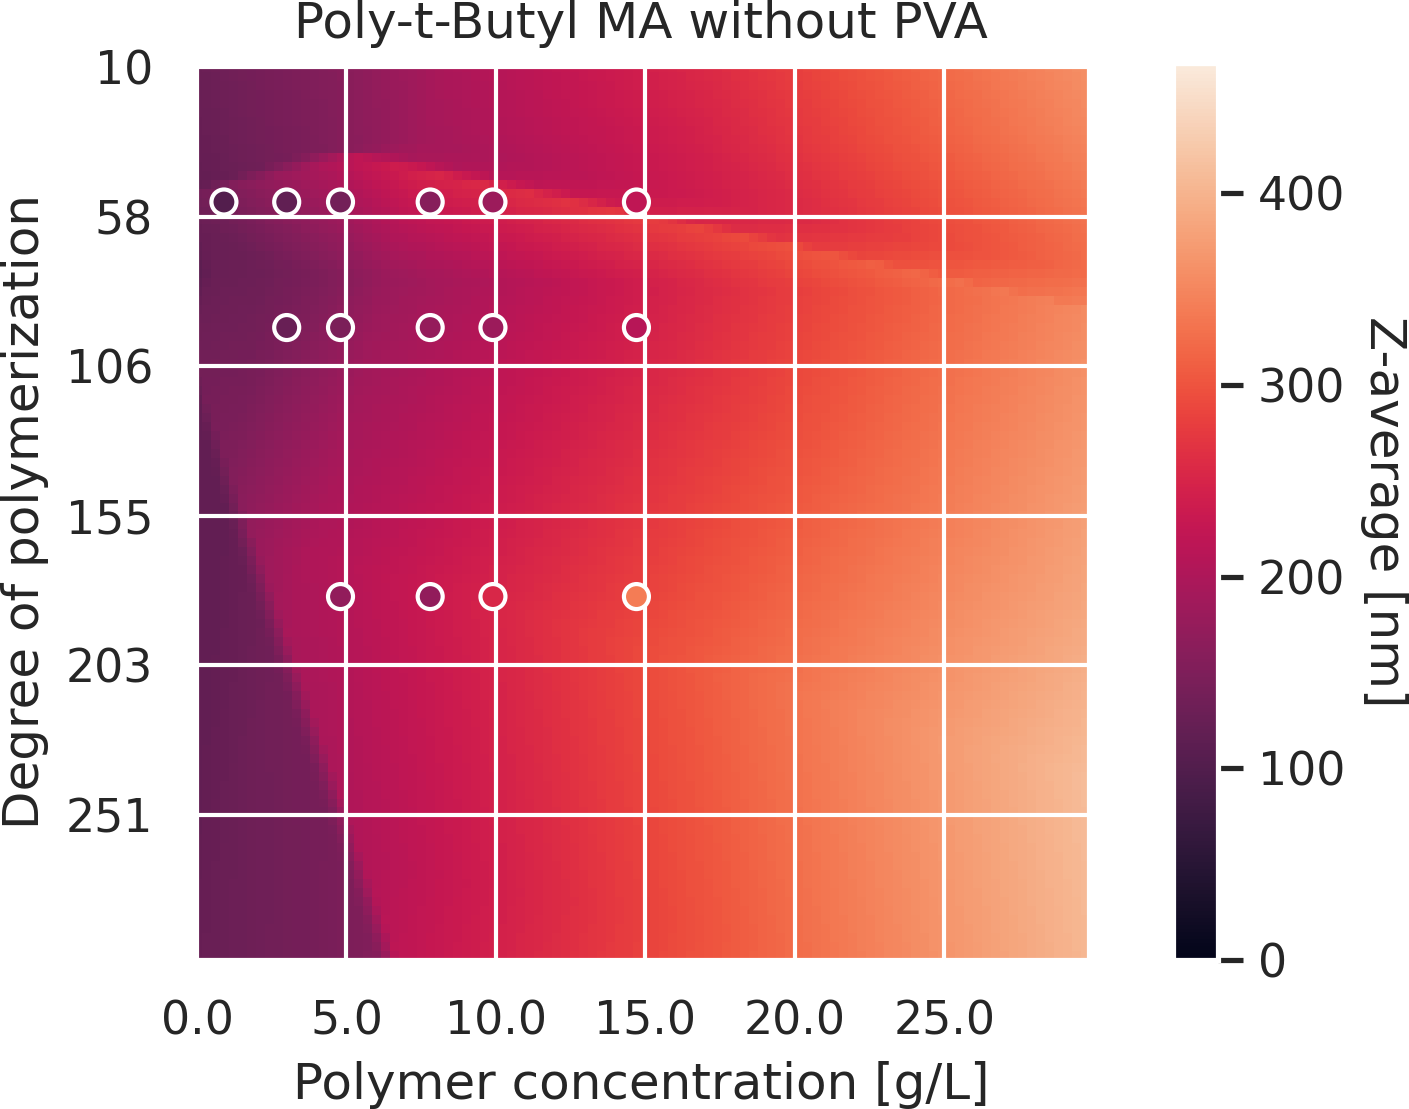 Poly-t-Butyl MA without PVA
10
58
106
155
203
251
Degree of polymerization
0.0 5.0 10.0 15.0 20.0 25.0
Polymer concentration [g/L]
400
300
200
100
0
Z-average [nm]